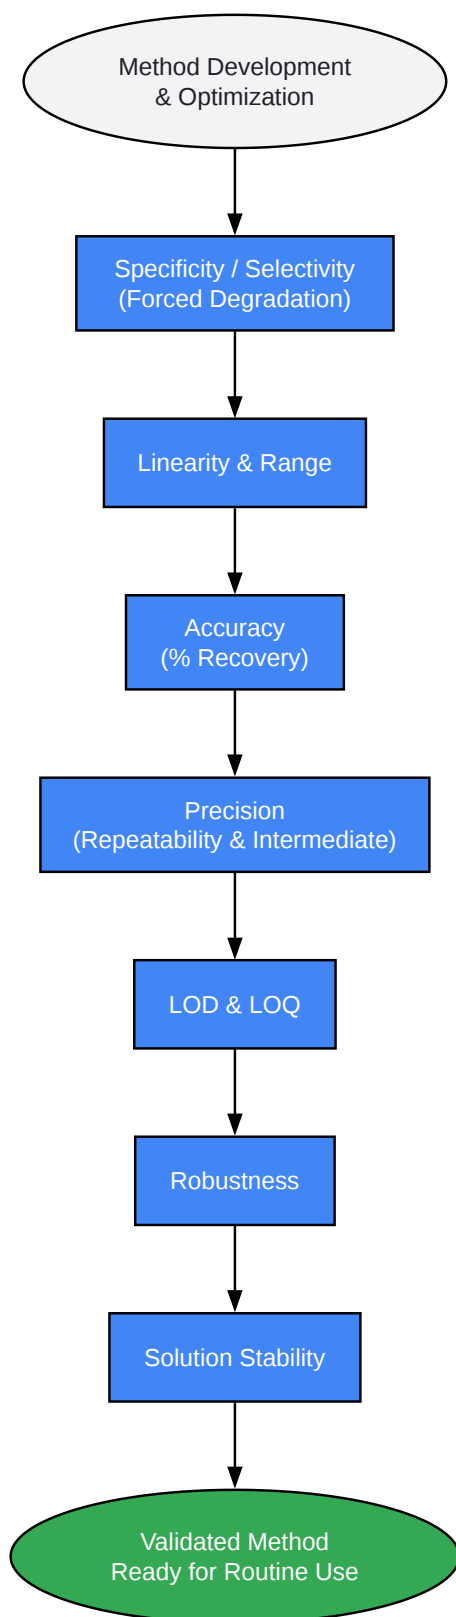 Method Development
& Optimization
Specificity / Selectivity
(Forced Degradation)
Linearity & Range
Accuracy
(% Recovery)
Precision
(Repeatability & Intermediate)
LOD & LOQ
Robustness
Solution Stability
Validated Method
Ready for Routine Use